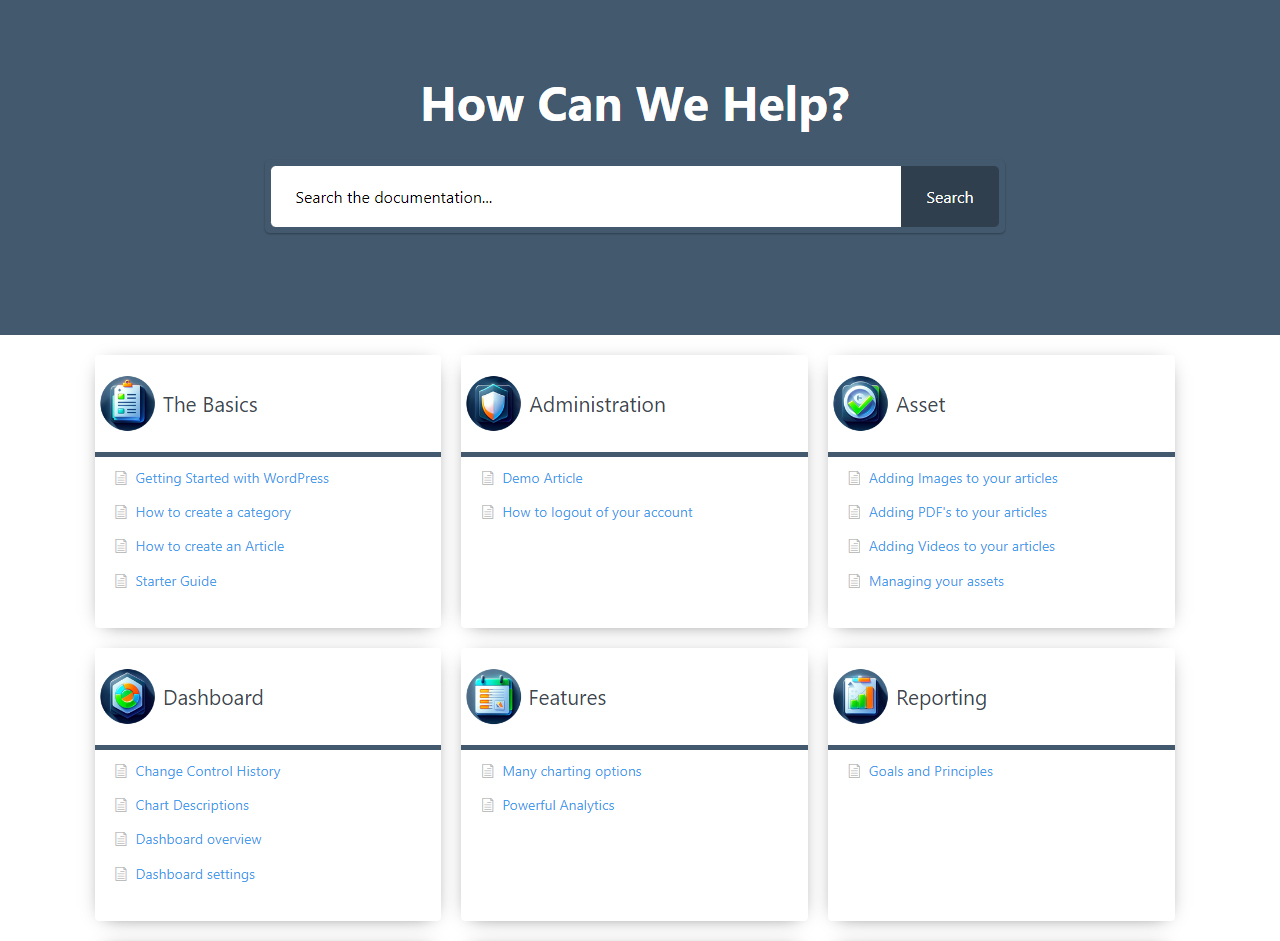 How Can We Help?
Search the documentation...
Search
The Basics
Getting Started with WordPress
How to create a category
How to create an Article
Starter Guide
Administration
Demo Article
How to logout of your account
Asset
Adding Images to your articles
Adding PDF's to your articles
Adding Videos to your articles
Managing your assets
Dashboard
Change Control History
Chart Descriptions
Dashboard overview
Dashboard settings
Features
Many charting options
Powerful Analytics
Reporting
Goals and Principles